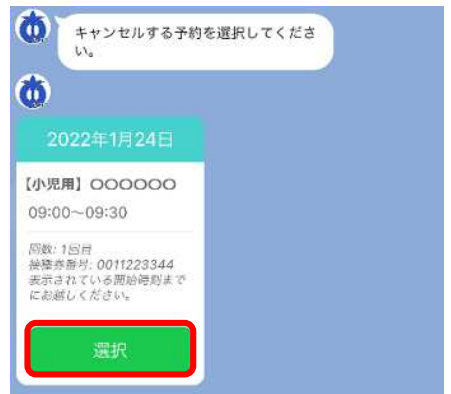 キャンセルする予約を選択してくださ
い。
2022年1月24日
【小児用】〇〇〇〇〇〇
09:00～09:30
回数: 1回目
接種券番号: 0011223344
表示されている開始時刻まで
にお越しください。
選択